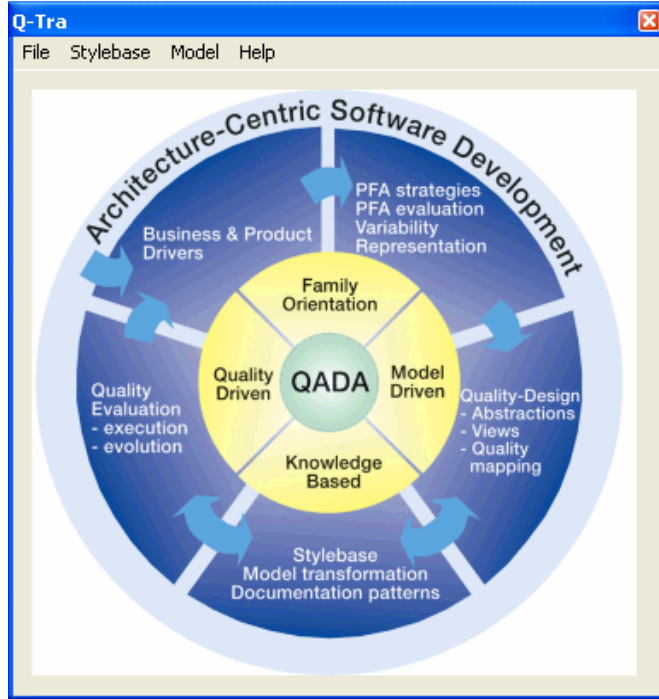 Q-Tra
File Stylebase Model Help
Architecture-Centric Software Development
Business & Product
Drivers
PFA strategies
PFA evaluation
Variability
Representation
Family
Orientation
Quality
Driven
QADA
Model
Driven
Knowledge
Based
Quality
Evaluation
- execution
- evolution
Quality-Design
- Abstractions
- Views
- Quality
mapping
Stylebase
Model transformation
Documentation patterns